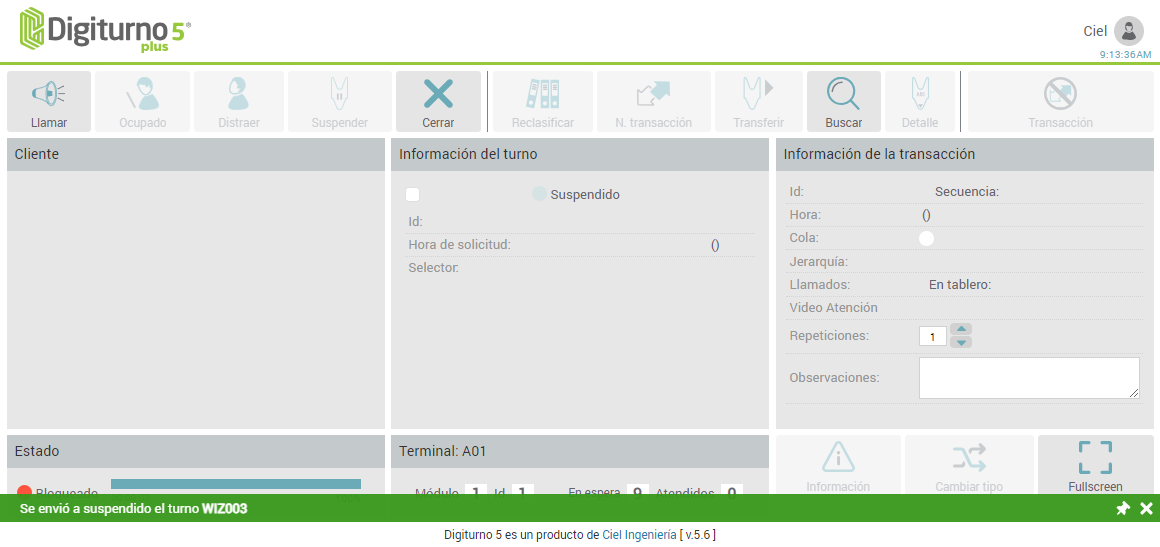 Digiturno 5®
plus
Ciel
9:13:36AM
Llamar
Ocupado
Distraer
Suspender
Cerrar
Reclasificar
N. transacción
Transferir
Buscar
Detalle
Transacción
Cliente
Información del turno
Suspendido
Id:
Hora de solicitud: ()
Selector:
Información de la transacción
Id: Secuencia:
Hora: ()
Cola:
Jerarquía:
Llamados: En tablero:
Video Atención
Repeticiones: 1
Observaciones:
Estado
Bloqueado
Terminal: A01
Módulo 1 Id 1 En espera 9 Atendidos 0
Información
Cambiar tipo
Fullscreen
Se envió a suspendido el turno WIZ003
Digiturno 5 es un producto de Ciel Ingeniería [ v.5.6 ]